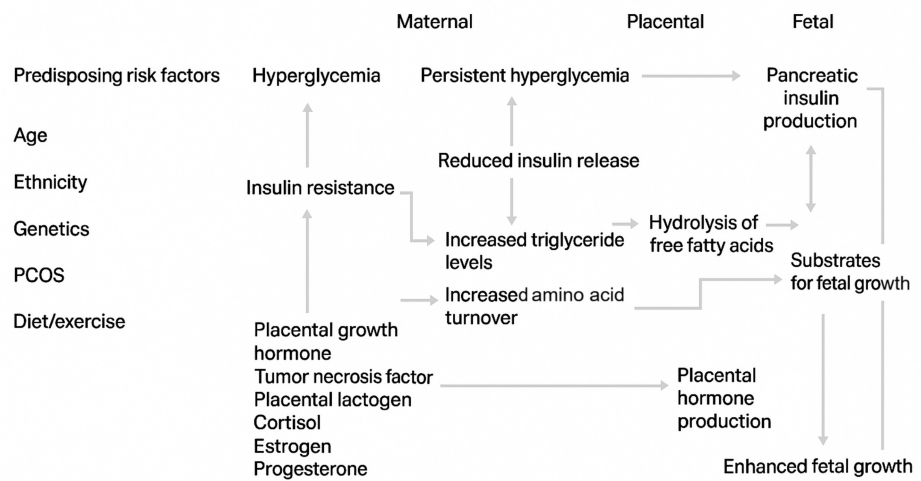 Maternal
Placental
Fetal
Predisposing risk factors
Age
Ethnicity
Genetics
PCOS
Diet/exercise
Hyperglycemia
Insulin resistance
Placental growth
hormone
Tumor necrosis factor
Placental lactogen
Cortisol
Estrogen
Progesterone
Persistent hyperglycemia
Reduced insulin release
Increased triglyceride
levels
Increased amino acid
turnover
Hydrolysis of
free fatty acids
Placental
hormone
production
Pancreatic
insulin
production
Substrates
for fetal growth
Enhanced fetal growth